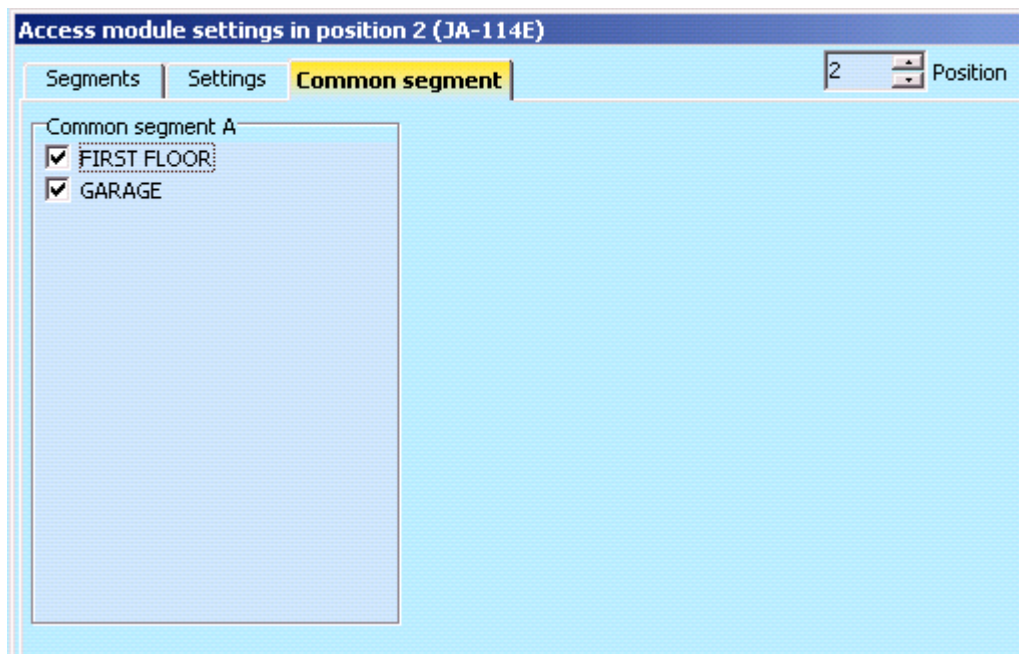 Access module settings in position 2 (JA-114E)
Segments Settings Common segment 2 Position
Common segment A
FIRST FLOOR
GARAGE